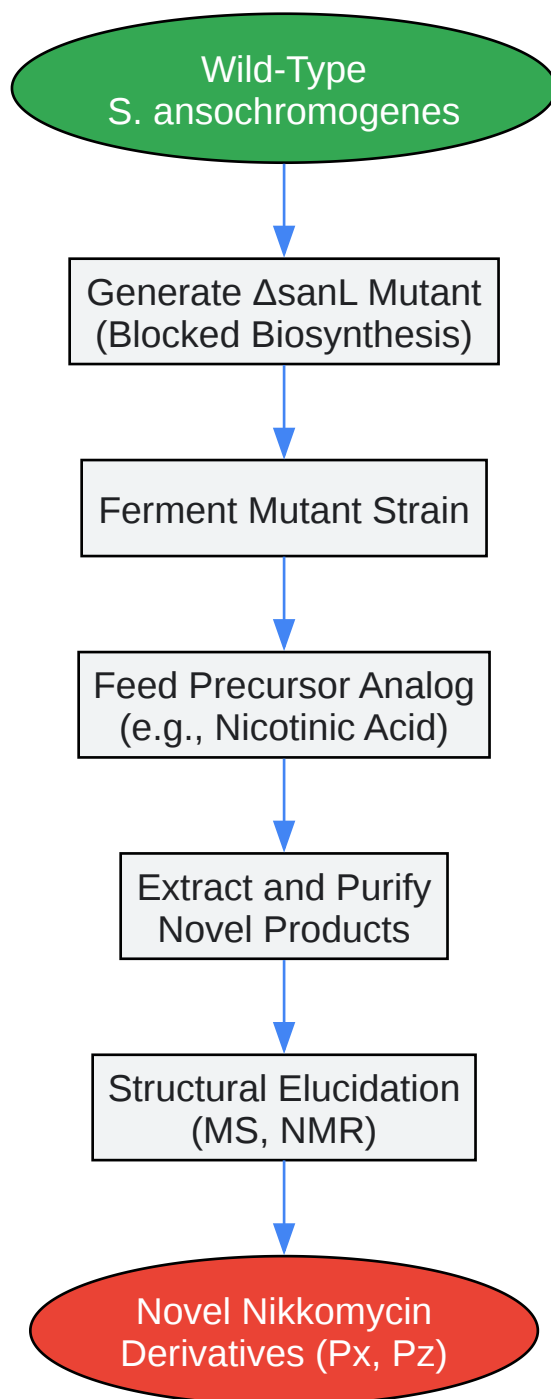 Wild-Type
S. ansochromogenes
Generate ΔsanL Mutant
(Blocked Biosynthesis)
Ferment Mutant Strain
Feed Precursor Analog
(e.g., Nicotinic Acid)
Extract and Purify
Novel Products
Structural Elucidation
(MS, NMR)
Novel Nikkomycin
Derivatives (Px, Pz)